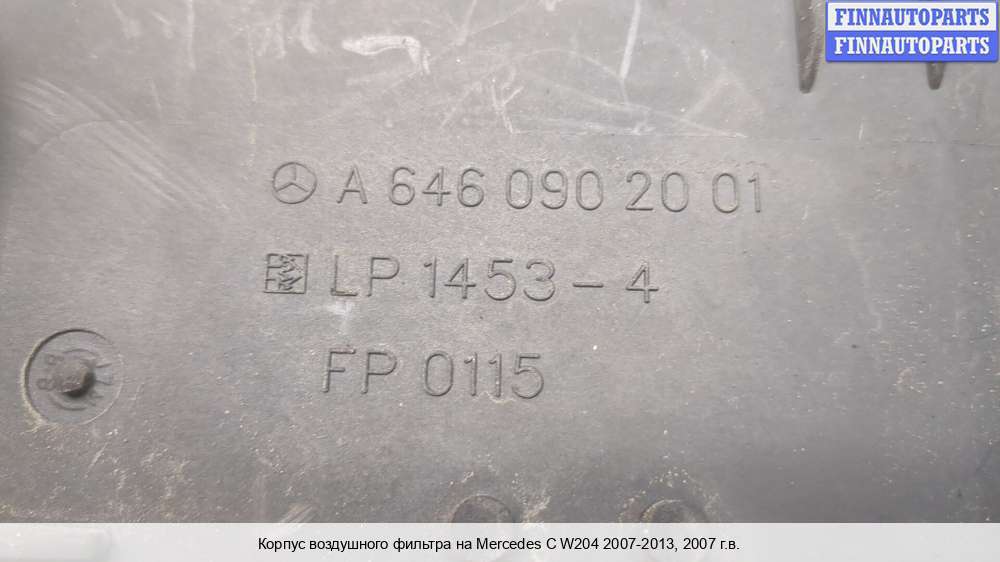 FINNAUTOPARTS
FINNAUTOPARTS
A 646 090 20 01
LP 1453-4
FP 0115
Корпус воздушного фильтра на Mercedes C W204 2007-2013, 2007 г.в.